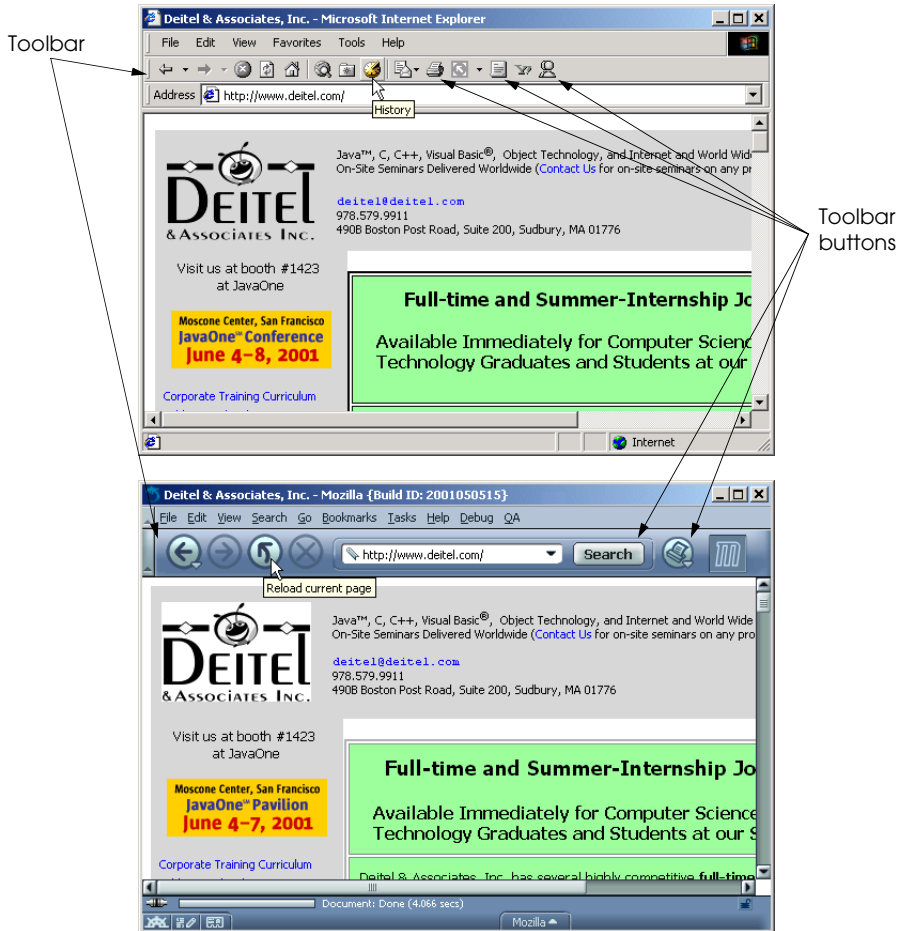 Toolbar
Deitel & Associates, Inc. - Microsoft Internet Explorer
File Edit View Favorites Tools Help
Address http://www.deitel.com/
History
DEITEL
& ASSOCIATES INC.
Java™, C, C++, Visual Basic®, Object Technology, and Internet and World Wid
On-Site Seminars Delivered Worldwide (Contact Us for on-site seminars on any pr
deitel@deitel.com
978.579.9911
490B Boston Post Road, Suite 200, Sudbury, MA 01776
Toolbar
buttons
Visit us at booth #1423
at JavaOne
Moscone Center, San Francisco
JavaOne℠ Conference
June 4–8, 2001
Corporate Training Curriculum
Full-time and Summer-Internship Jo
Available Immediately for Computer Scienc
Technology Graduates and Students at our
Internet
Deitel & Associates, Inc. - Mozilla {Build ID: 2001050515}
File Edit View Search Go Bookmarks Tasks Help Debug QA
http://www.deitel.com/ Search
Reload current page
DEITEL
& ASSOCIATES INC.
Java™, C, C++, Visual Basic®, Object Technology, and Internet and World Wide
On-Site Seminars Delivered Worldwide (Contact Us for on-site seminars on any pro
deitel@deitel.com
978.579.9911
490B Boston Post Road, Suite 200, Sudbury, MA 01776
Visit us at booth #1423
at JavaOne
Moscone Center, San Francisco
JavaOne℠ Pavilion
June 4–7, 2001
Corporate Training Curriculum
Full-time and Summer-Internship Jo
Available Immediately for Computer Science
Technology Graduates and Students at our S
Deitel & Associates, Inc. has several highly competitive full-time
Document: Done (4.066 secs)
Mozilla